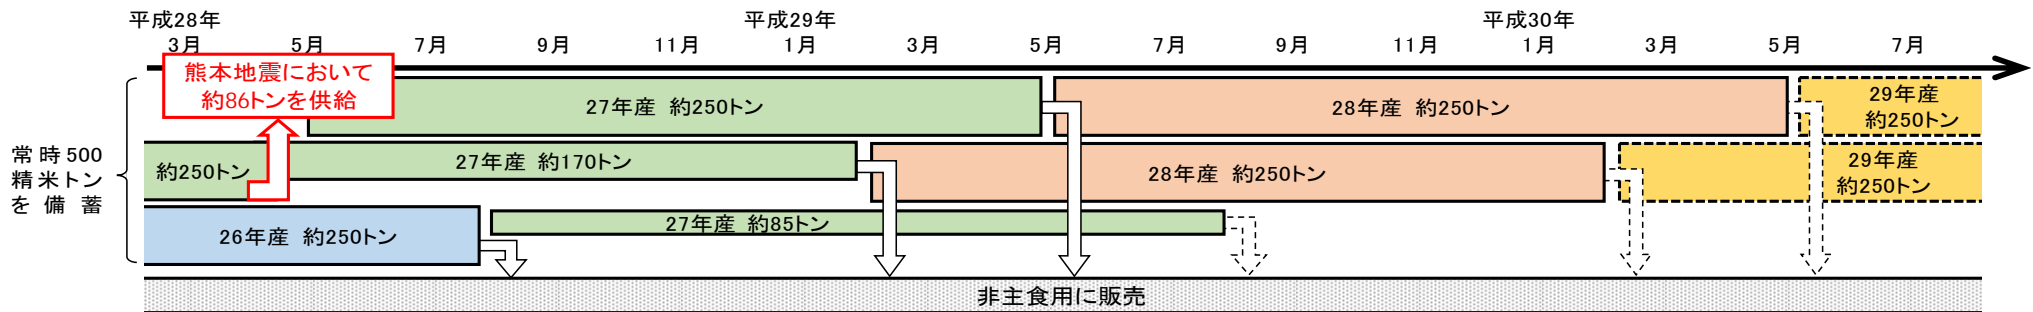 平成28年 平成29年 平成30年
3月 5月 7月 9月 11月 1月 3月 5月 7月 9月 11月 1月 3月 5月 7月
熊本地震において
約86トンを供給
27年産 約250トン
28年産 約250トン
29年産
約250トン
常時500
精米トン
を備蓄
約250トン
27年産 約170トン
28年産 約250トン
29年産
約250トン
26年産 約250トン
27年産 約85トン
非主食用に販売